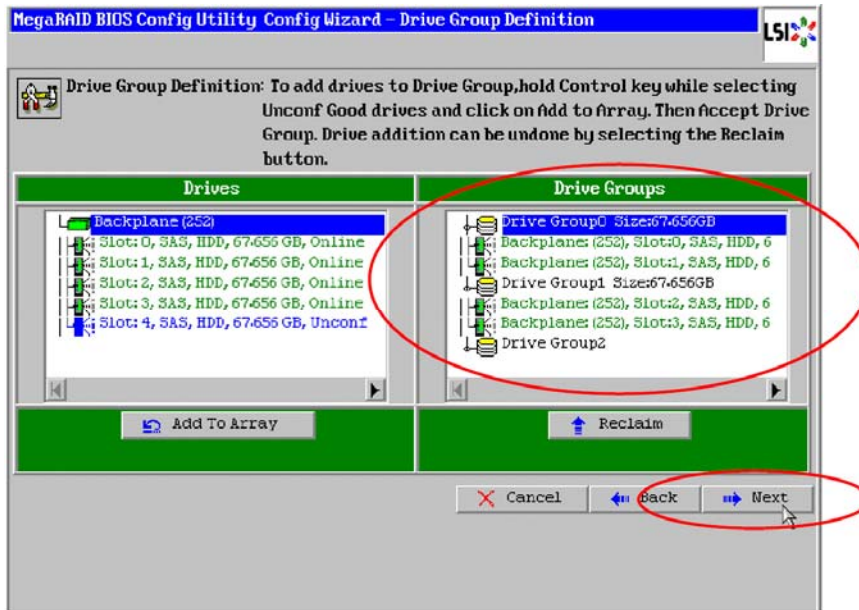 MegaRAID BIOS Config Utility Config Wizard – Drive Group Definition
LSI
Drive Group Definition: To add drives to Drive Group,hold Control key while selecting
Unconf Good drives and click on Add to Array. Then Accept Drive
Group. Drive addition can be undone by selecting the Reclaim
button.
Drives
Backplane (252)
Slot: 0, SAS, HDD, 67.656 GB, Online
Slot: 1, SAS, HDD, 67.656 GB, Online
Slot: 2, SAS, HDD, 67.656 GB, Online
Slot: 3, SAS, HDD, 67.656 GB, Online
Slot: 4, SAS, HDD, 67.656 GB, Unconf
Add To Array
Drive Groups
Drive Group0 Size:67.656GB
Backplane: (252), Slot:0, SAS, HDD, 6
Backplane: (252), Slot:1, SAS, HDD, 6
Drive Group1 Size:67.656GB
Backplane: (252), Slot:2, SAS, HDD, 6
Backplane: (252), Slot:3, SAS, HDD, 6
Drive Group2
Reclaim
Cancel
Back
Next